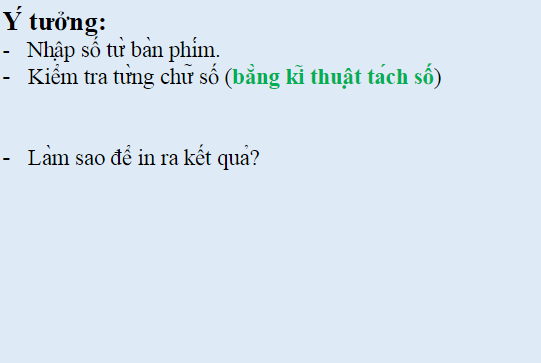 Ý tưởng:
- Nhập số từ bàn phím.
- Kiểm tra từng chữ số (bằng kĩ thuật tách số)
- Làm sao để in ra kết quả?